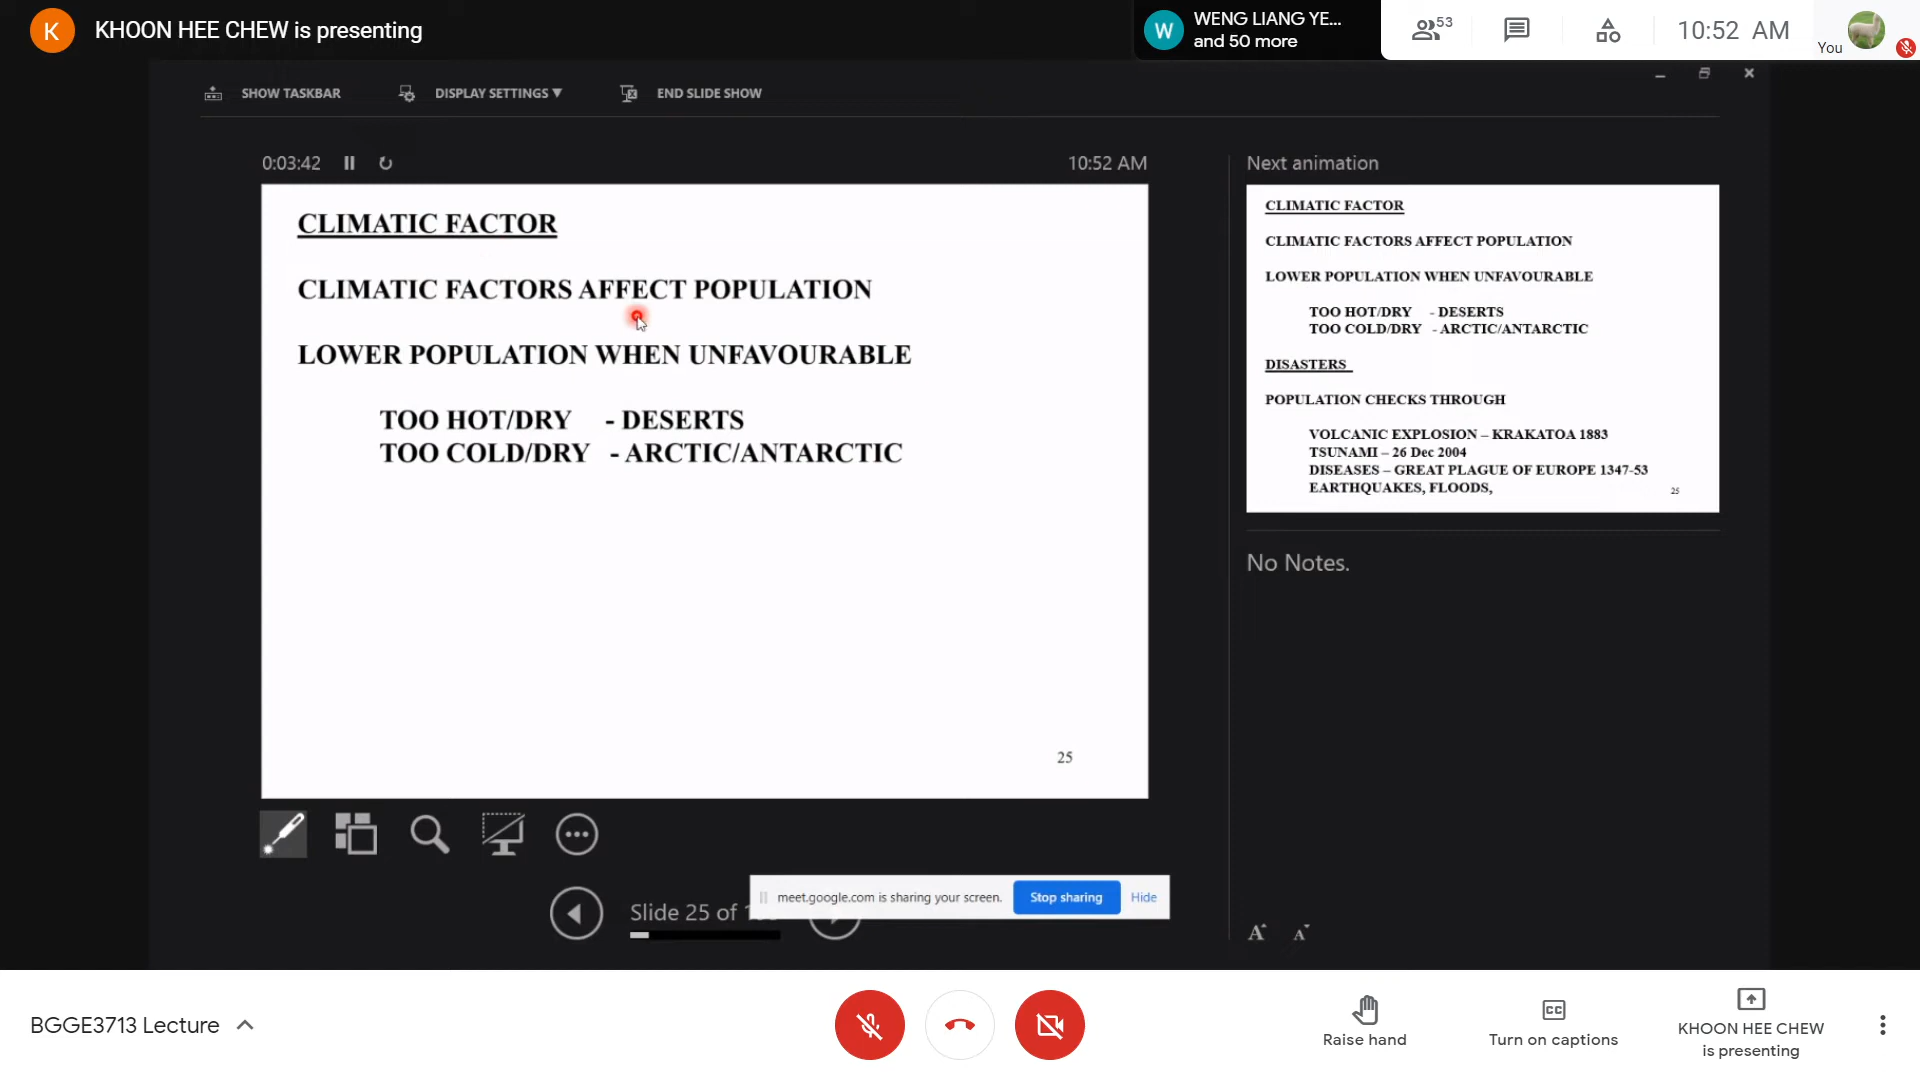 K
KHOON HEE CHEW is presenting
W
WENG LIANG YE...
and 50 more
53
10:52 AM
You
SHOW TASKBAR
DISPLAY SETTINGS ▼
END SLIDE SHOW
0:03:42
10:52 AM
CLIMATIC FACTOR
CLIMATIC FACTORS AFFECT POPULATION
LOWER POPULATION WHEN UNFAVOURABLE
TOO HOT/DRY - DESERTS
TOO COLD/DRY - ARCTIC/ANTARCTIC
25
Next animation
CLIMATIC FACTOR
CLIMATIC FACTORS AFFECT POPULATION
LOWER POPULATION WHEN UNFAVOURABLE
TOO HOT/DRY - DESERTS
TOO COLD/DRY - ARCTIC/ANTARCTIC
DISASTERS
POPULATION CHECKS THROUGH
VOLCANIC EXPLOSION – KRAKATOA 1883
TSUNAMI – 26 Dec 2004
DISEASES – GREAT PLAGUE OF EUROPE 1347-53
EARTHQUAKES, FLOODS,
25
No Notes.
Slide 25 of
meet.google.com is sharing your screen.
Stop sharing
Hide
A A
BGGE3713 Lecture
Raise hand
CC
Turn on captions
KHOON HEE CHEW
is presenting